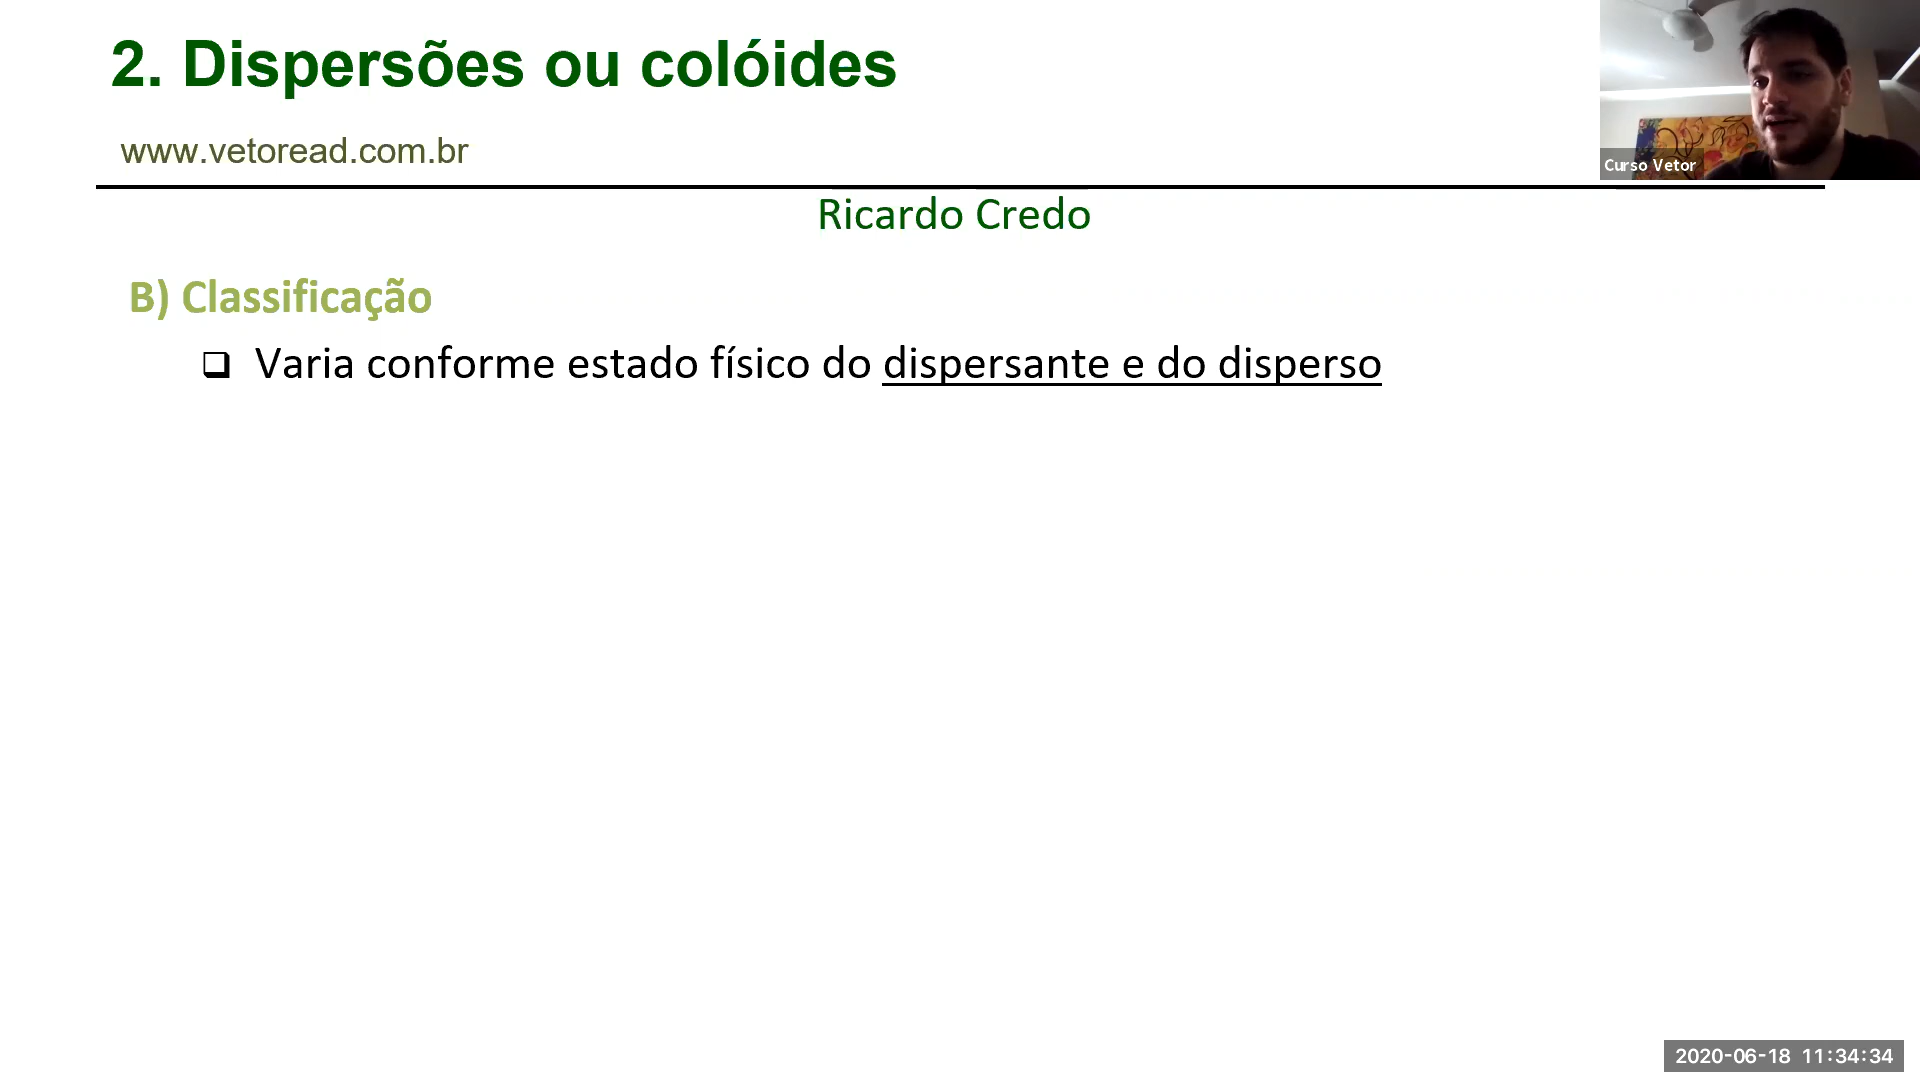 2. Dispersões ou colóides
www.vetoread.com.br
Curso Vetor
Ricardo Credo
B) Classificação
❑ Varia conforme estado físico do dispersante e do disperso
2020-06-18 11:34:34